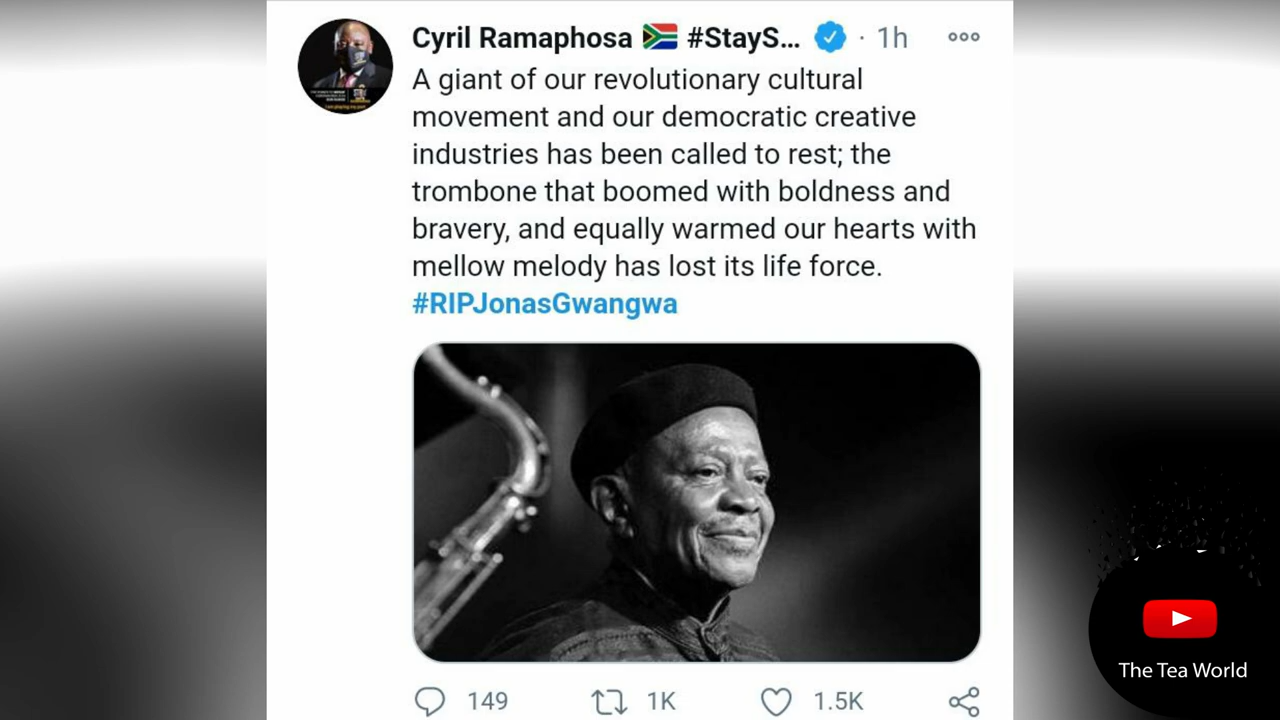 Cyril Ramaphosa 🇿🇦 #StayS... · 1h
A giant of our revolutionary cultural
movement and our democratic creative
industries has been called to rest; the
trombone that boomed with boldness and
bravery, and equally warmed our hearts with
mellow melody has lost its life force.
#RIPJonasGwangwa
149 1K 1.5K
The Tea World